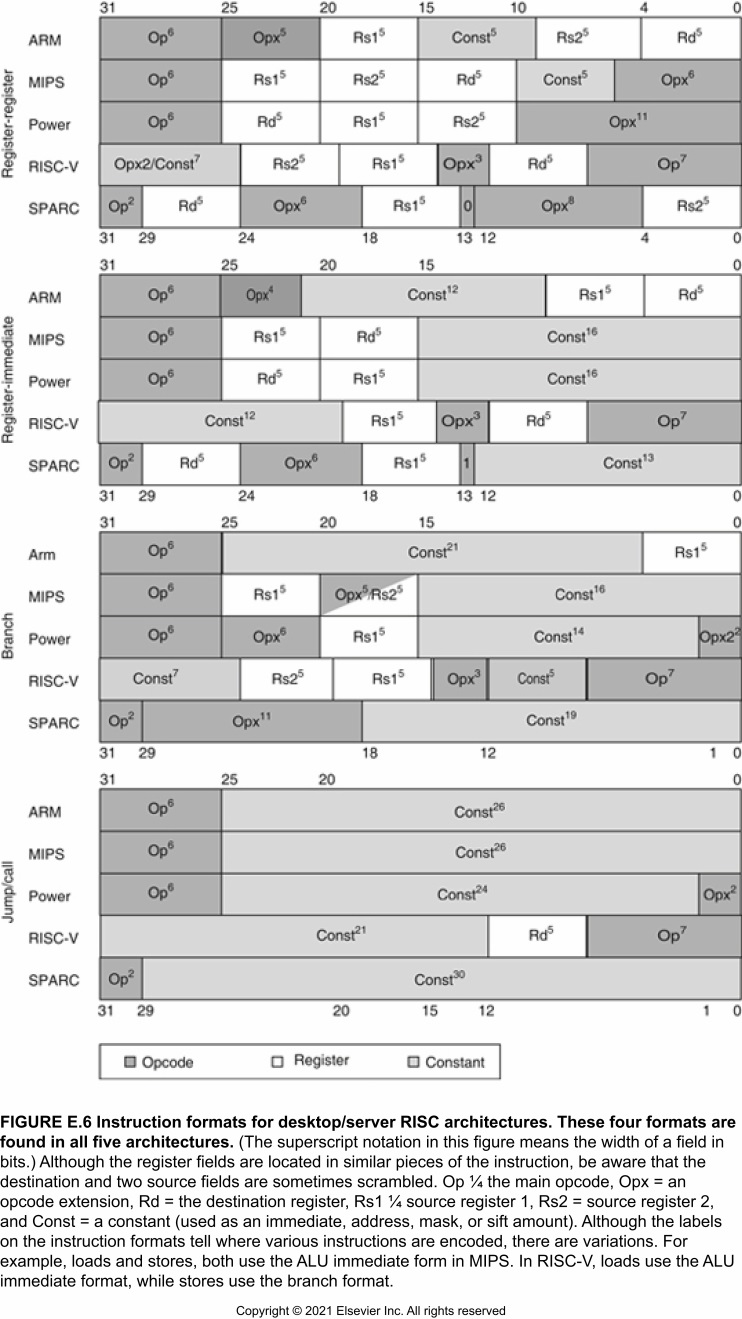 31 25 20 15 10 4 0
Register-register
ARM Op⁶ Opx⁵ Rs1⁵ Const⁵ Rs2⁵ Rd⁵
MIPS Op⁶ Rs1⁵ Rs2⁵ Rd⁵ Const⁵ Opx⁶
Power Op⁶ Rd⁵ Rs1⁵ Rs2⁵ Opx¹¹
RISC-V Opx2/Const⁷ Rs2⁵ Rs1⁵ Opx³ Rd⁵ Op⁷
SPARC Op² Rd⁵ Opx⁶ Rs1⁵ 0 Opx⁸ Rs2⁵
31 29 24 18 13 12 4 0
31 25 20 15 0
Register-immediate
ARM Op⁶ Opx⁴ Const¹² Rs1⁵ Rd⁵
MIPS Op⁶ Rs1⁵ Rd⁵ Const¹⁶
Power Op⁶ Rd⁵ Rs1⁵ Const¹⁶
RISC-V Const¹² Rs1⁵ Opx³ Rd⁵ Op⁷
SPARC Op² Rd⁵ Opx⁶ Rs1⁵ 1 Const¹³
31 29 24 18 13 12 0
31 25 20 15 0
Branch
Arm Op⁶ Const²¹ Rs1⁵
MIPS Op⁶ Rs1⁵ Opx⁵/Rs2⁵ Const¹⁶
Power Op⁶ Opx⁶ Rs1⁵ Const¹⁴ Opx2²
RISC-V Const⁷ Rs2⁵ Rs1⁵ Opx³ Const⁵ Op⁷
SPARC Op² Opx¹¹ Const¹⁹
31 29 18 12 1 0
31 25 20 0
Jump/call
ARM Op⁶ Const²⁶
MIPS Op⁶ Const²⁶
Power Op⁶ Const²⁴ Opx²
RISC-V Const²¹ Rd⁵ Op⁷
SPARC Op² Const³⁰
31 29 20 15 12 1 0
Opcode Register Constant
FIGURE E.6 Instruction formats for desktop/server RISC architectures. These four formats are
found in all five architectures. (The superscript notation in this figure means the width of a field in
bits.) Although the register fields are located in similar pieces of the instruction, be aware that the
destination and two source fields are sometimes scrambled. Op ¼ the main opcode, Opx = an
opcode extension, Rd = the destination register, Rs1 ¼ source register 1, Rs2 = source register 2,
and Const = a constant (used as an immediate, address, mask, or sift amount). Although the labels
on the instruction formats tell where various instructions are encoded, there are variations. For
example, loads and stores, both use the ALU immediate form in MIPS. In RISC-V, loads use the ALU
immediate format, while stores use the branch format.
Copyright © 2021 Elsevier Inc. All rights reserved